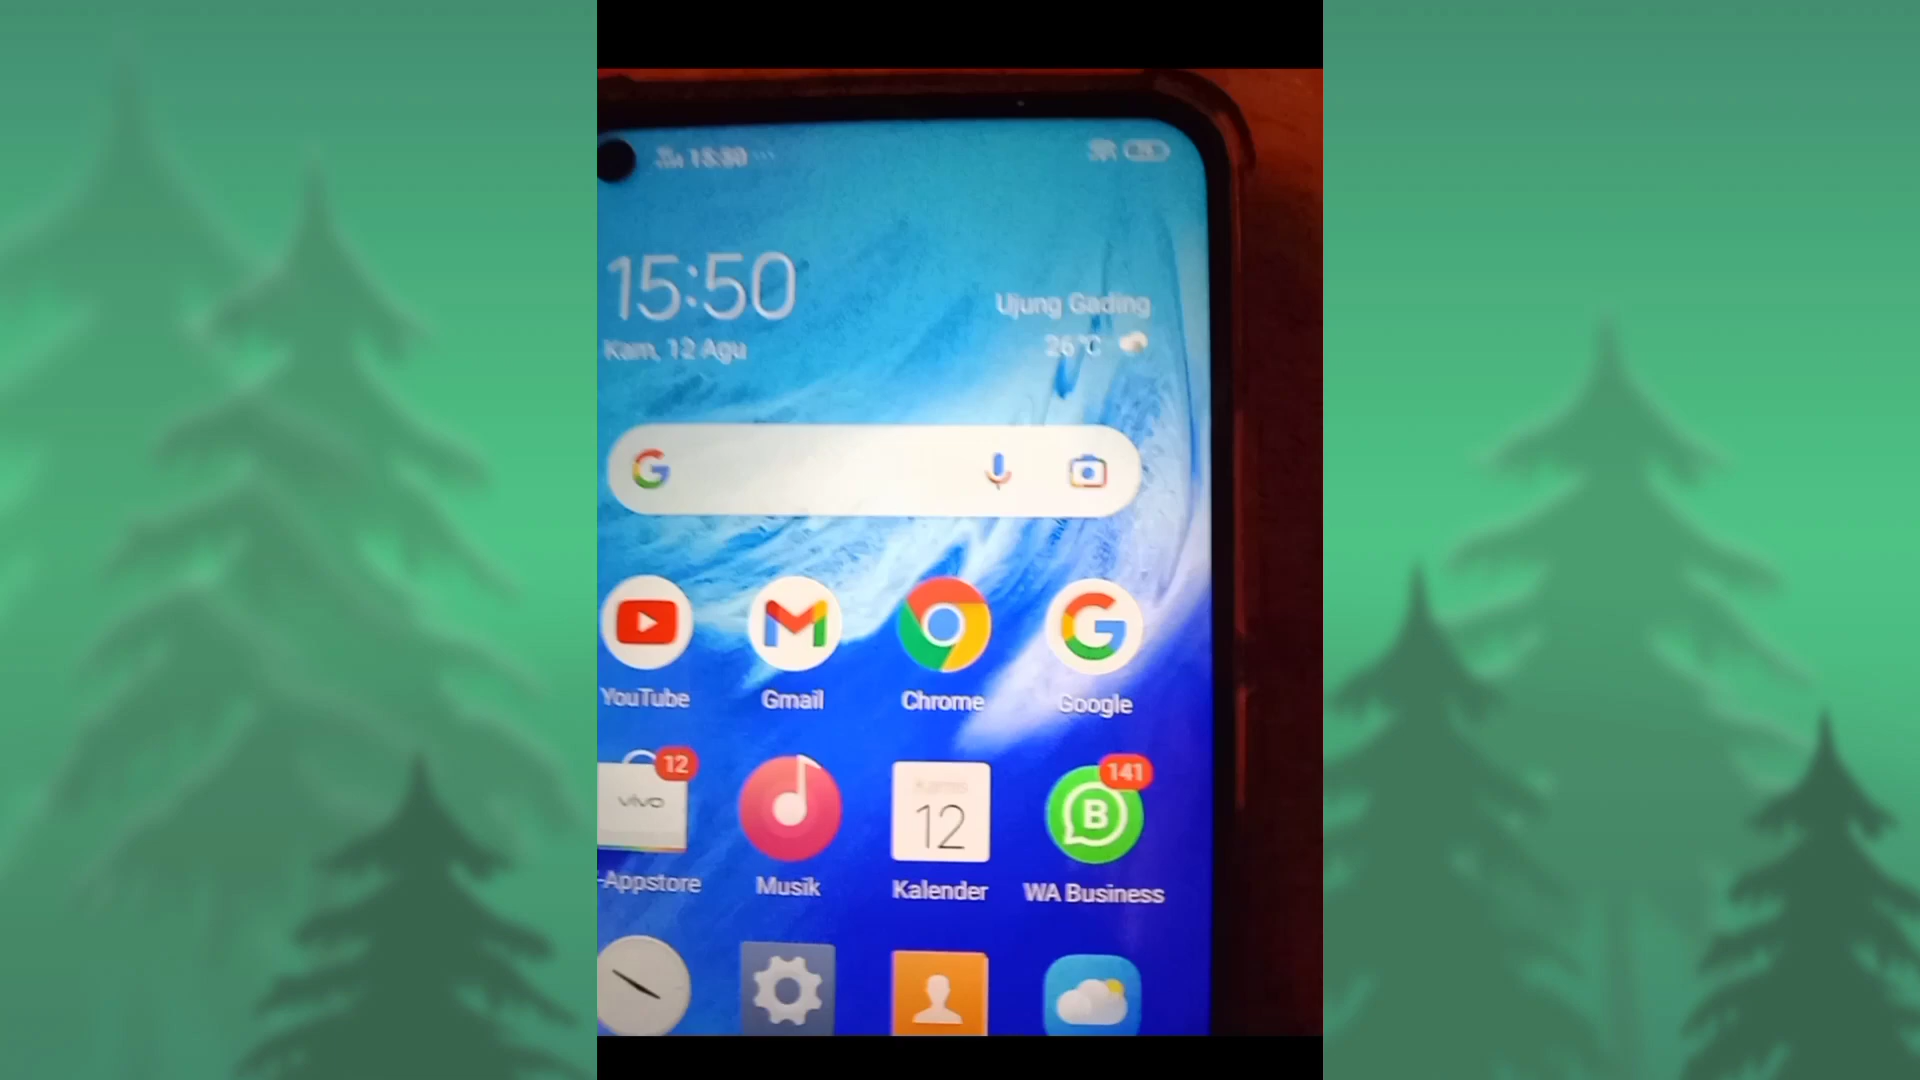 15:50
Kam, 12 Agu
Ujung Gading
26°C
YouTube
Gmail
Chrome
Google
12
141
vivo
12
-Appstore
Musik
Kalender
WA Business